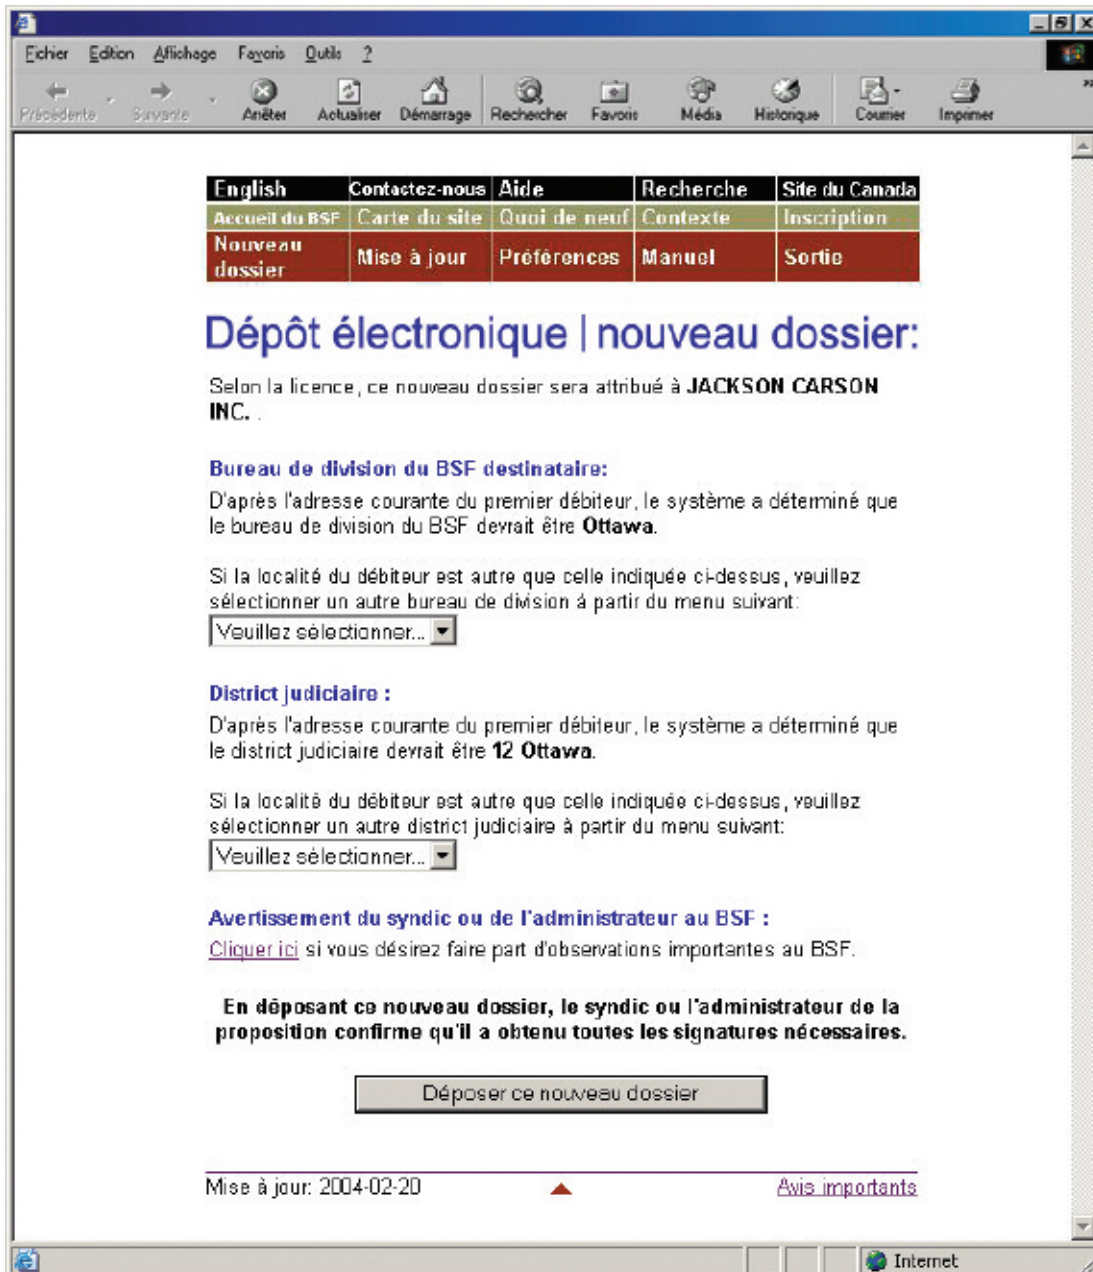 Fichier Edition Affichage Favoris Outils ?
Précédente Suivante Arrêter Actualiser Démarrage Rechercher Favoris Média Historique Courrier Imprimer
English Contactez-nous Aide Recherche Site du Canada
Accueil du BSF Carte du site Quoi de neuf Contexte Inscription
Nouveau dossier Mise à jour Préférences Manuel Sortie
Dépôt électronique | nouveau dossier:
Selon la licence, ce nouveau dossier sera attribué à JACKSON CARSON
INC. .
Bureau de division du BSF destinataire:
D'après l'adresse courante du premier débiteur, le système a déterminé que
le bureau de division du BSF devrait être Ottawa.
Si la localité du débiteur est autre que celle indiquée ci-dessus, veuillez
sélectionner un autre bureau de division à partir du menu suivant:
Veuillez sélectionner...
District judiciaire :
D'après l'adresse courante du premier débiteur, le système a déterminé que
le district judiciaire devrait être 12 Ottawa.
Si la localité du débiteur est autre que celle indiquée ci-dessus, veuillez
sélectionner un autre district judiciaire à partir du menu suivant:
Veuillez sélectionner...
Avertissement du syndic ou de l'administrateur au BSF :
Cliquer ici si vous désirez faire part d'observations importantes au BSF.
En déposant ce nouveau dossier, le syndic ou l'administrateur de la
proposition confirme qu'il a obtenu toutes les signatures nécessaires.
Déposer ce nouveau dossier
Mise à jour: 2004-02-20 Avis importants
Internet